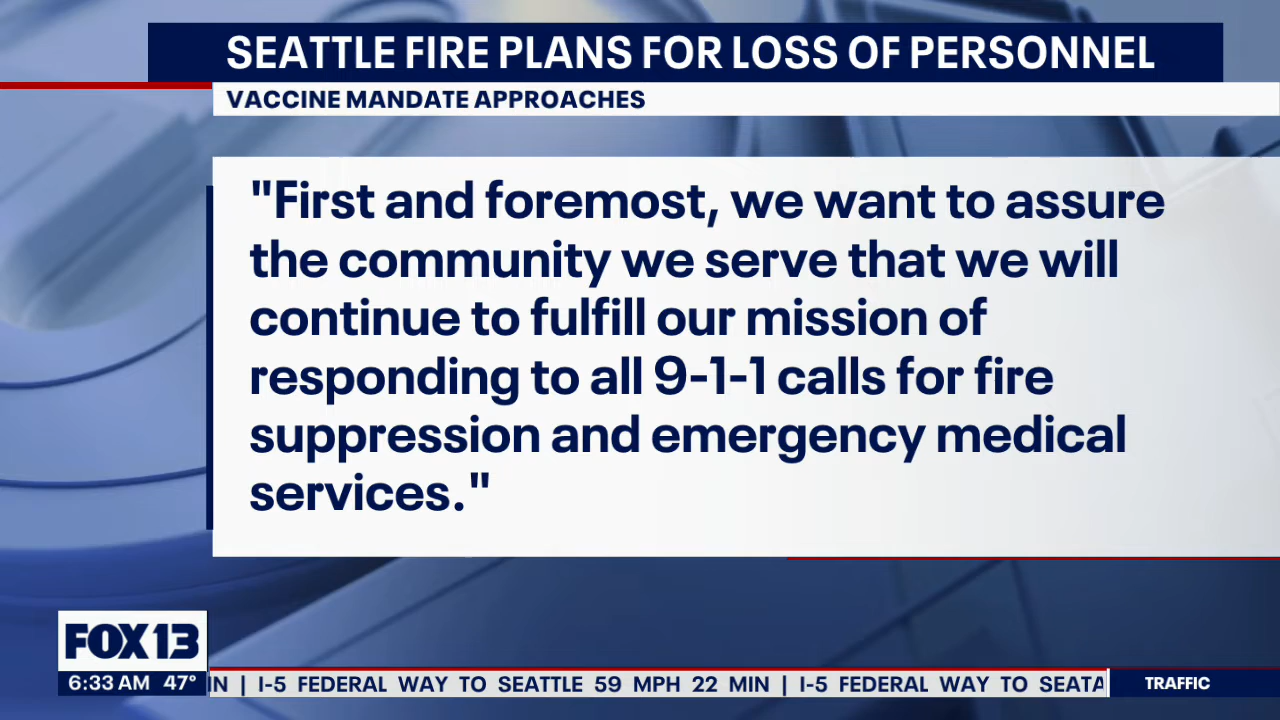 SEATTLE FIRE PLANS FOR LOSS OF PERSONNEL
VACCINE MANDATE APPROACHES
"First and foremost, we want to assure
the community we serve that we will
continue to fulfill our mission of
responding to all 9-1-1 calls for fire
suppression and emergency medical
services."
FOX 13
6:33 AM 47°
IN | I-5 FEDERAL WAY TO SEATTLE 59 MPH 22 MIN | I-5 FEDERAL WAY TO SEATA
TRAFFIC